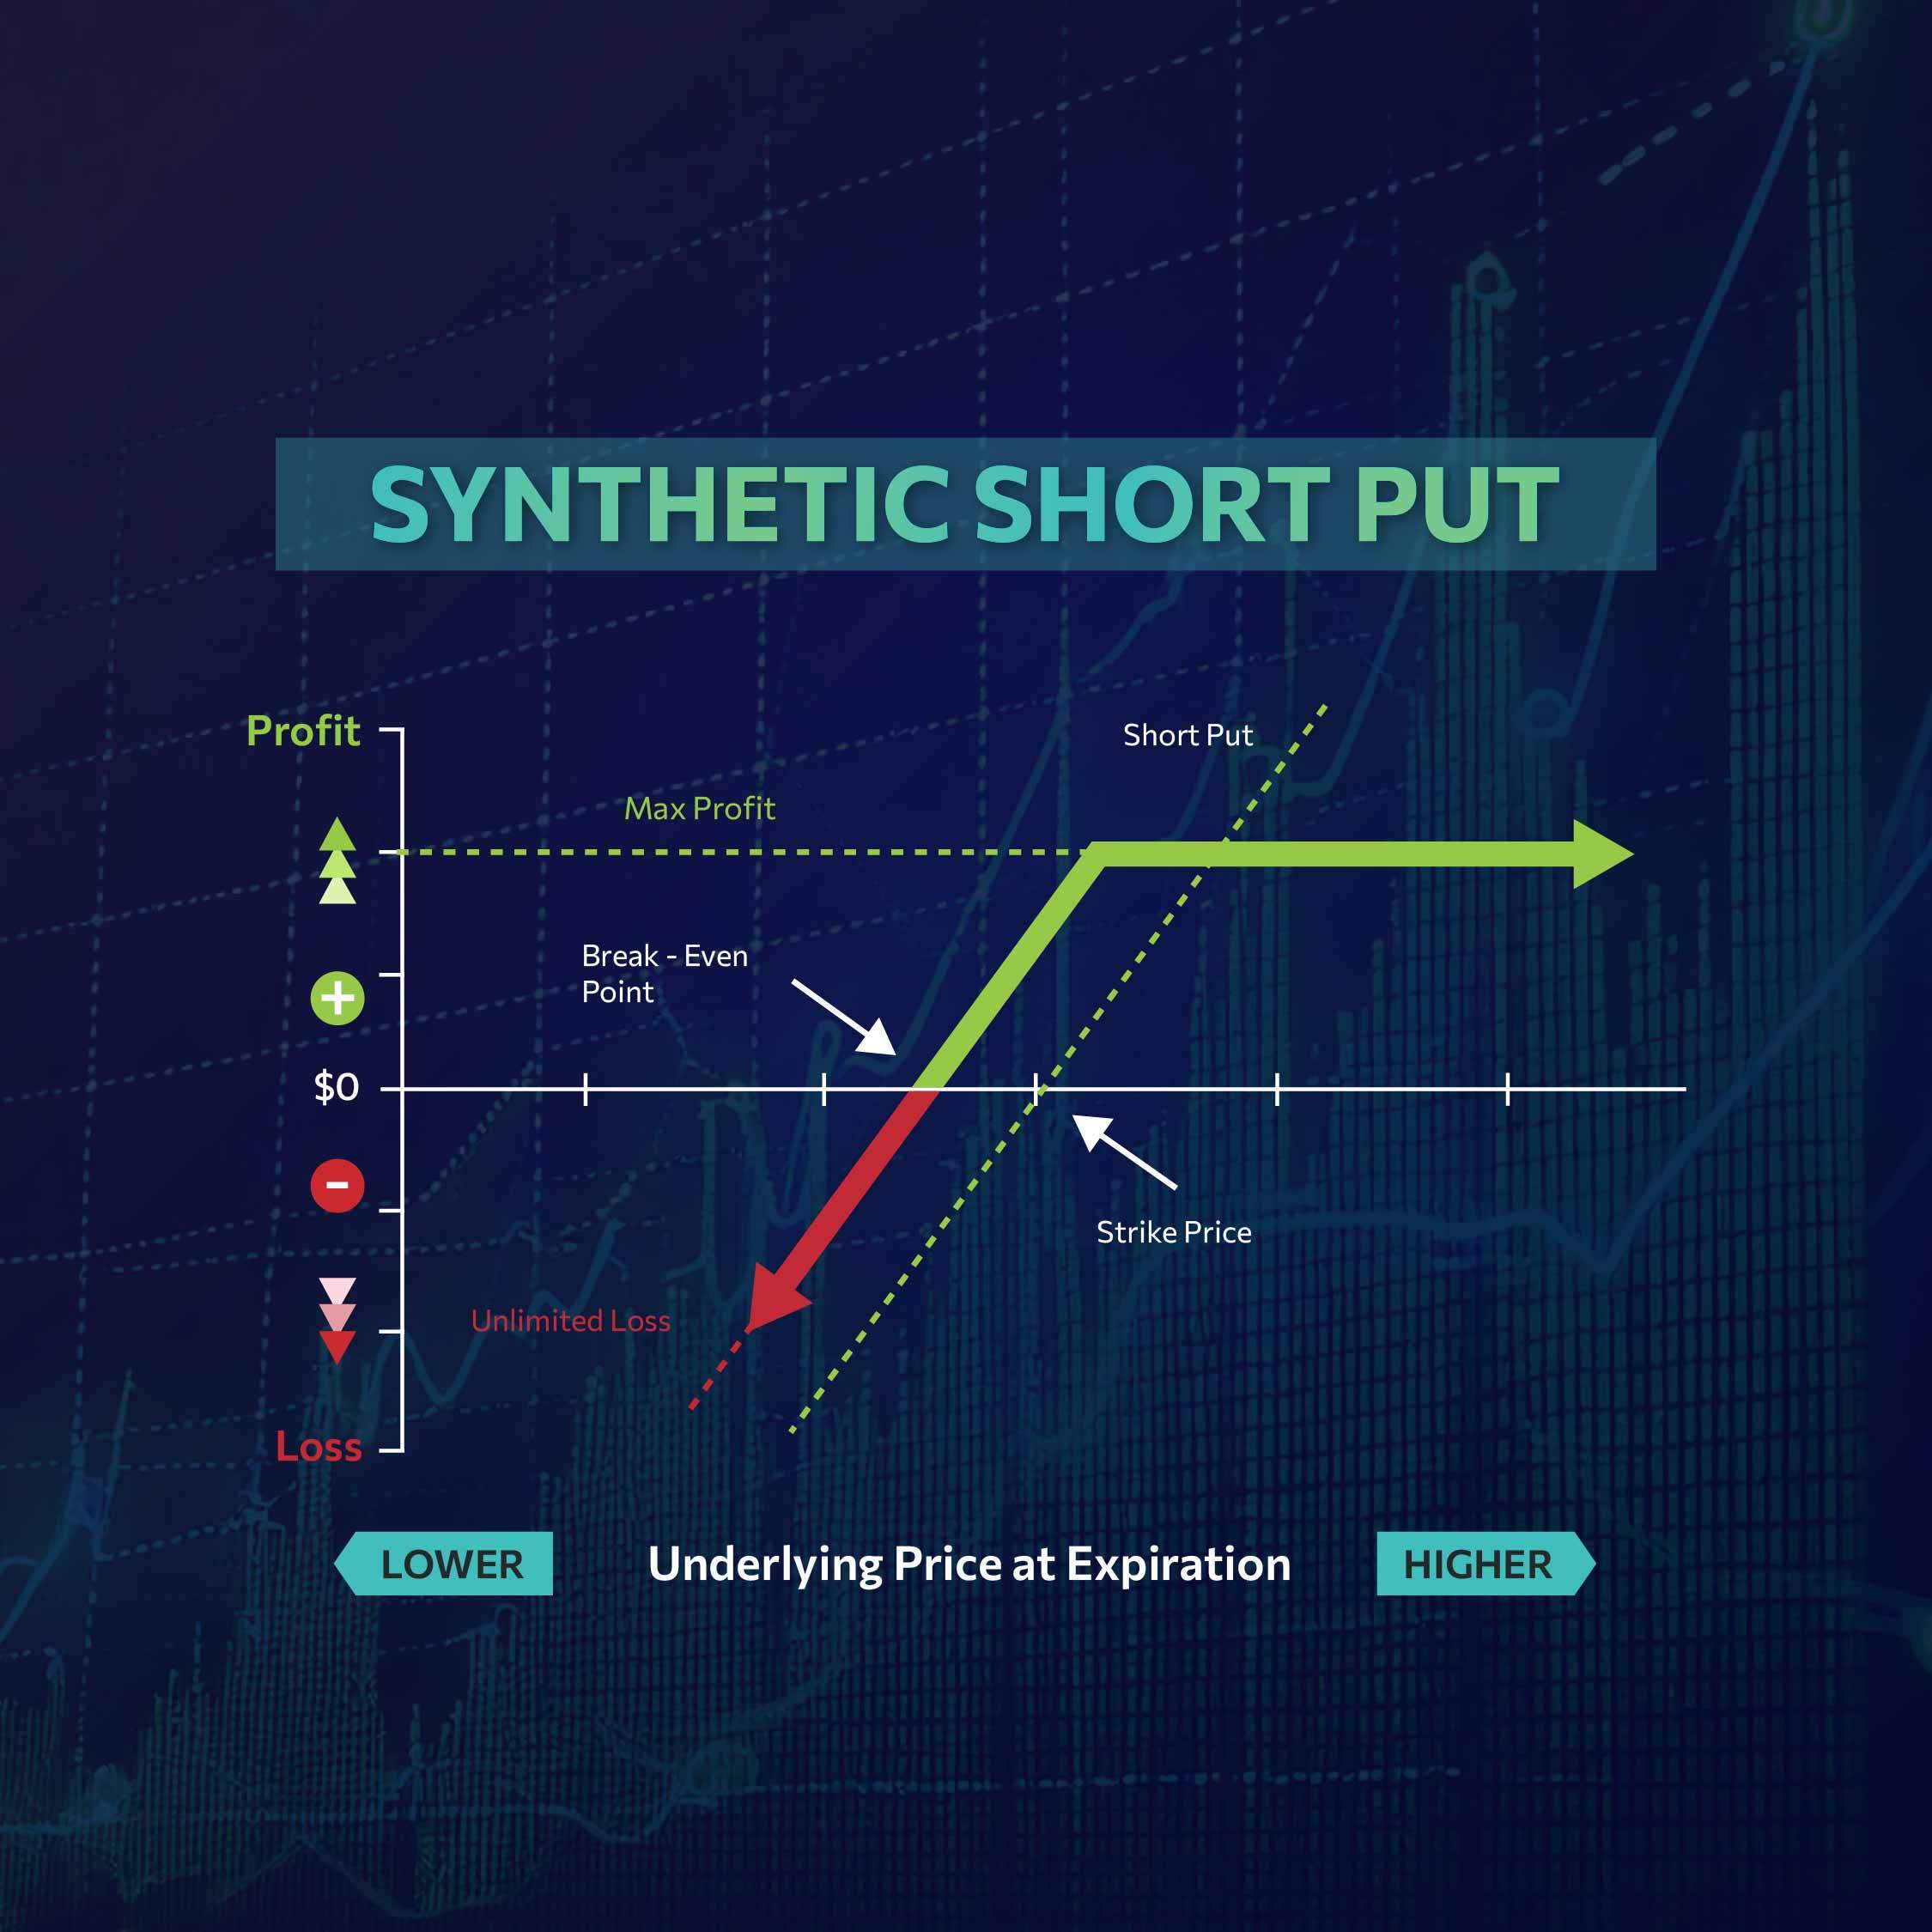 SYNTHETIC SHORT PUT
Profit
Short Put
Max Profit
Break - Even
Point
+
$0
-
Strike Price
Unlimited Loss
Loss
LOWER
Underlying Price at Expiration
HIGHER